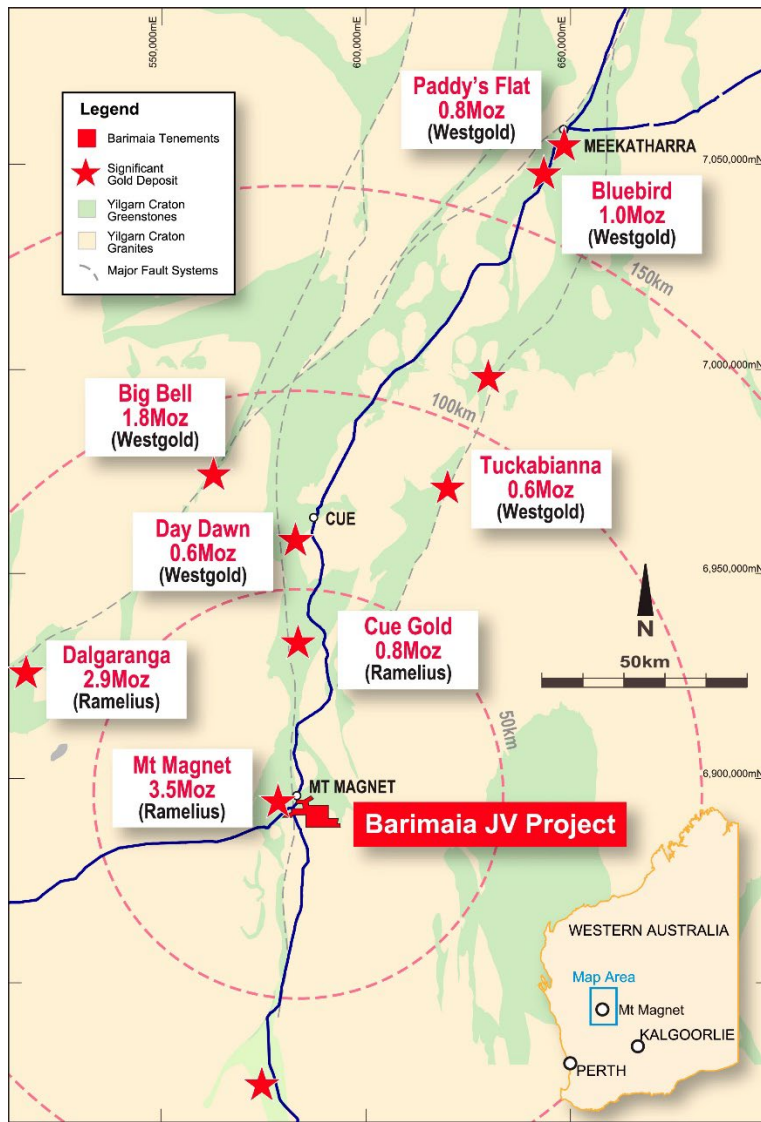 550,000mE
600,000mE
650,000mE
Legend
Barimaia Tenements
Significant
Gold Deposit
Yilgarn Craton
Greenstones
Yilgarn Craton
Granites
Major Fault Systems
Paddy's Flat
0.8Moz
(Westgold)
MEEKATHARRA
7,050,000mN
Bluebird
1.0Moz
(Westgold)
150km
7,000,000mN
Big Bell
1.8Moz
(Westgold)
100km
Tuckabianna
0.6Moz
(Westgold)
CUE
Day Dawn
0.6Moz
(Westgold)
6,950,000mN
N
50km
Cue Gold
0.8Moz
(Ramelius)
Dalgaranga
2.9Moz
(Ramelius)
50km
Mt Magnet
3.5Moz
(Ramelius)
MT MAGNET
6,900,000mN
Barimaia JV Project
WESTERN AUSTRALIA
Map Area
Mt Magnet
KALGOORLIE
PERTH